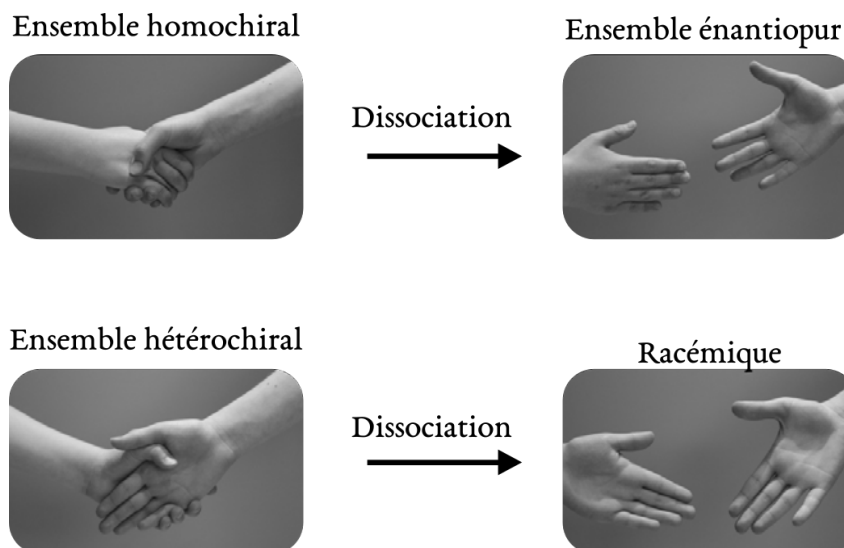 Ensemble homochiral
Ensemble énantiopur
Dissociation
Ensemble hétérochiral
Racémique
Dissociation